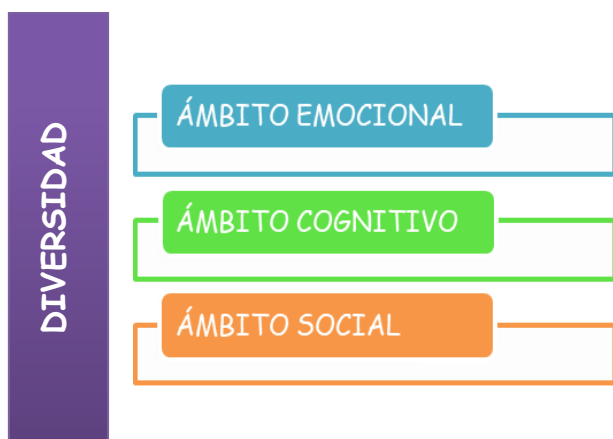 DIVERSIDAD
ÁMBITO EMOCIONAL
ÁMBITO COGNITIVO
ÁMBITO SOCIAL